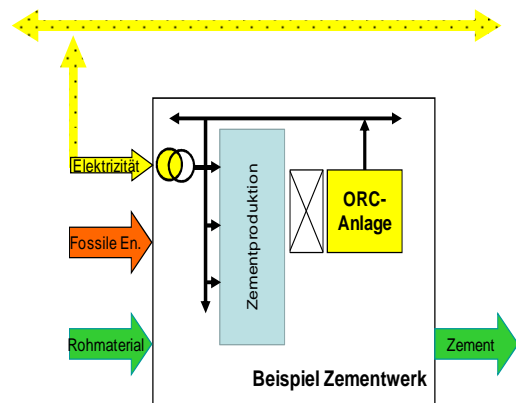 Elektrizität
Fossile En.
Rohmaterial
Zementproduktion
ORC-
Anlage
Zement
Beispiel Zementwerk